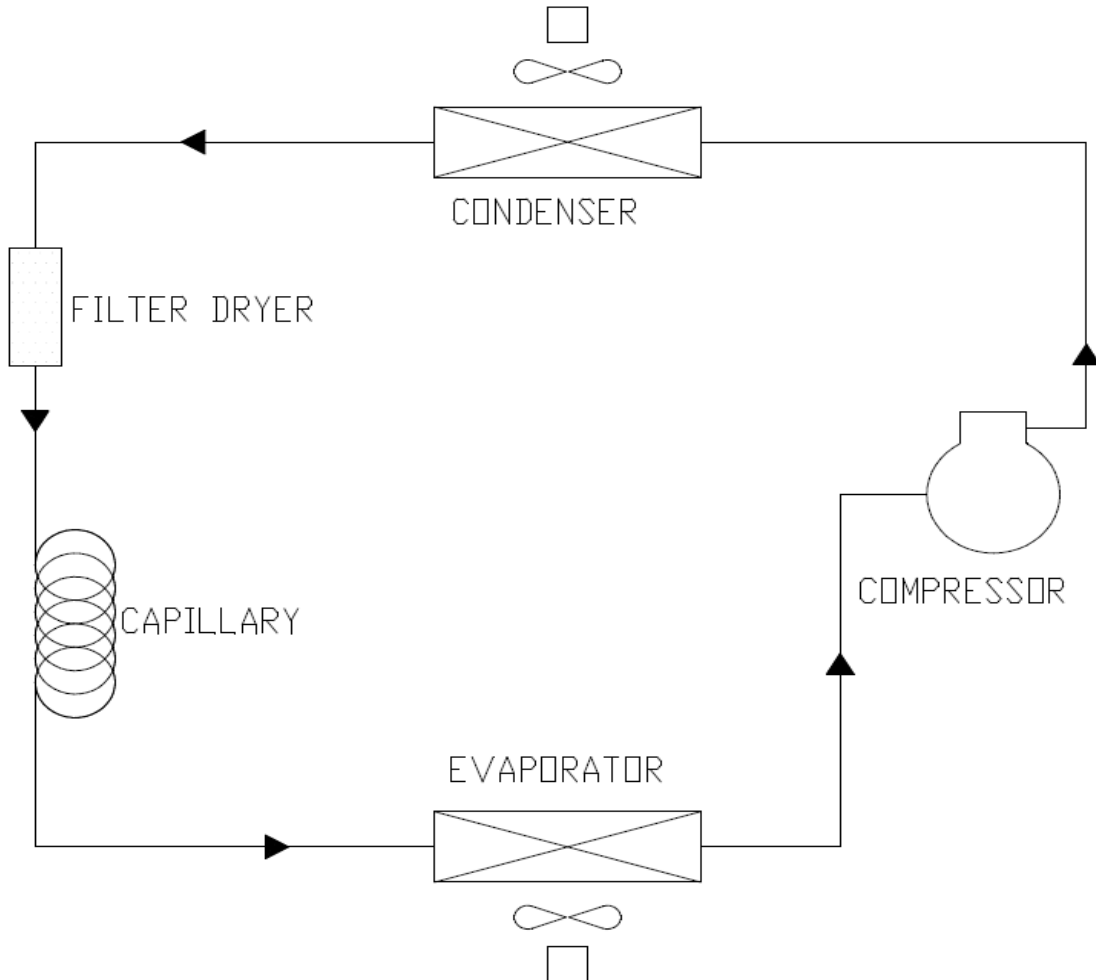 CONDENSER
FILTER DRYER
COMPRESSOR
CAPILLARY
EVAPORATOR